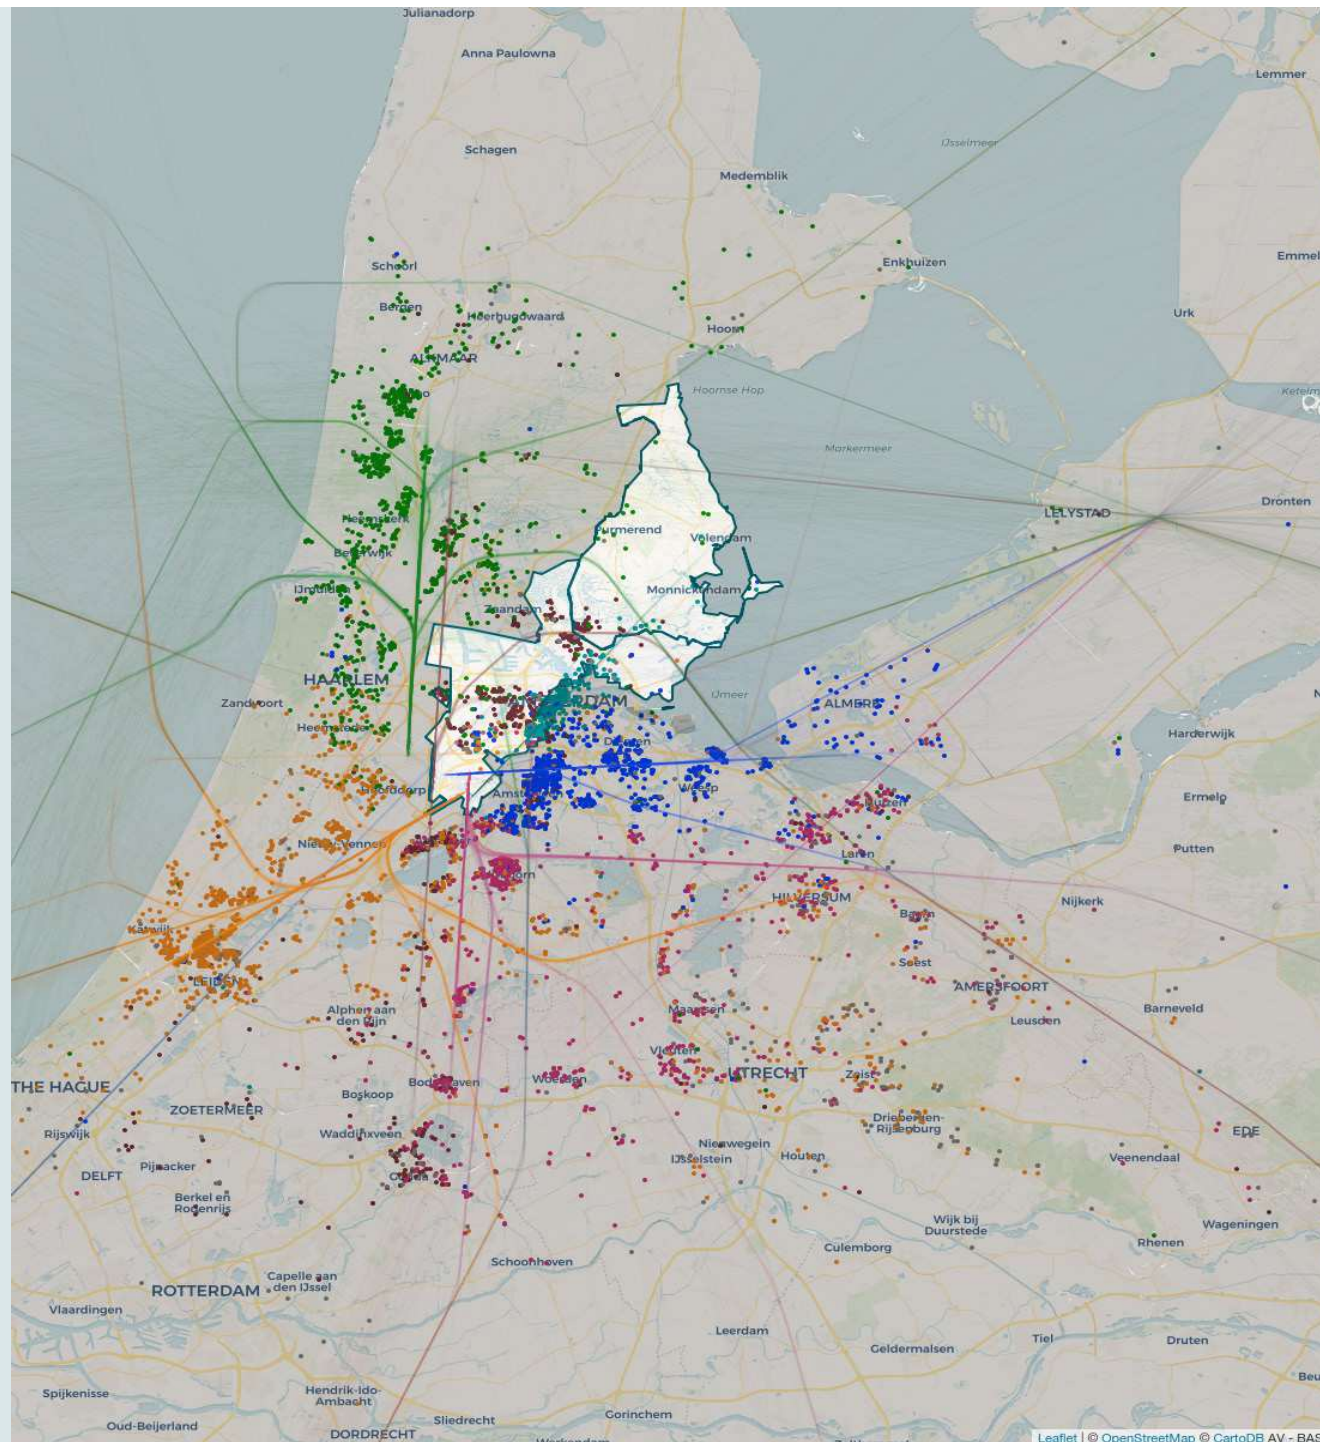 Julianadorp
Anna Paulowna
Lemmer
IJsselmeer
Schagen
Medemblik
Emmel
Enkhuizen
Schoorl
Bergen
Heerhugowaard
Urk
Hoorn
ALKMAAR
Hoornse Hop
Markermeer
Dronten
LELYSTAD
Heemskerk
Purmerend
Volendam
Beverwijk
IJmuiden
Monnickendam
Zaandam
HAARLEM
IJmeer
Zandvoort
AMSTERDAM
ALMERE
Heemstede
Diemen
Harderwijk
Hoofddorp
Amstelveen
Weesp
Ermelo
Huizen
Nieuw-Vennep
Laren
Putten
HILVERSUM
Nijkerk
Baarn
Katwijk
Soest
LEIDEN
AMERSFOORT
Alphen aan
den Rijn
Maarssen
Leusden
Barneveld
Vleuten
THE HAGUE
Bodegraven
Woerden
UTRECHT
Zeist
Boskoop
ZOETERMEER
Driebergen-
Rijsenburg
Rijswijk
Waddinxveen
Nieuwegein
EDE
IJsselstein
Houten
Veenendaal
Pijnacker
DELFT
Gouda
Berkel en
Rodenrijs
Wijk bij
Duurstede
Wageningen
Culemborg
Rhenen
Schoonhoven
Capelle aan
den IJssel
ROTTERDAM
Vlaardingen
Leerdam
Tiel
Druten
Geldermalsen
Beu
Spijkenisse
Hendrik-Ido-
Ambacht
Gorinchem
Sliedrecht
Oud-Beijerland
DORDRECHT
Leaflet | © OpenStreetMap © CartoDB AV - BAS